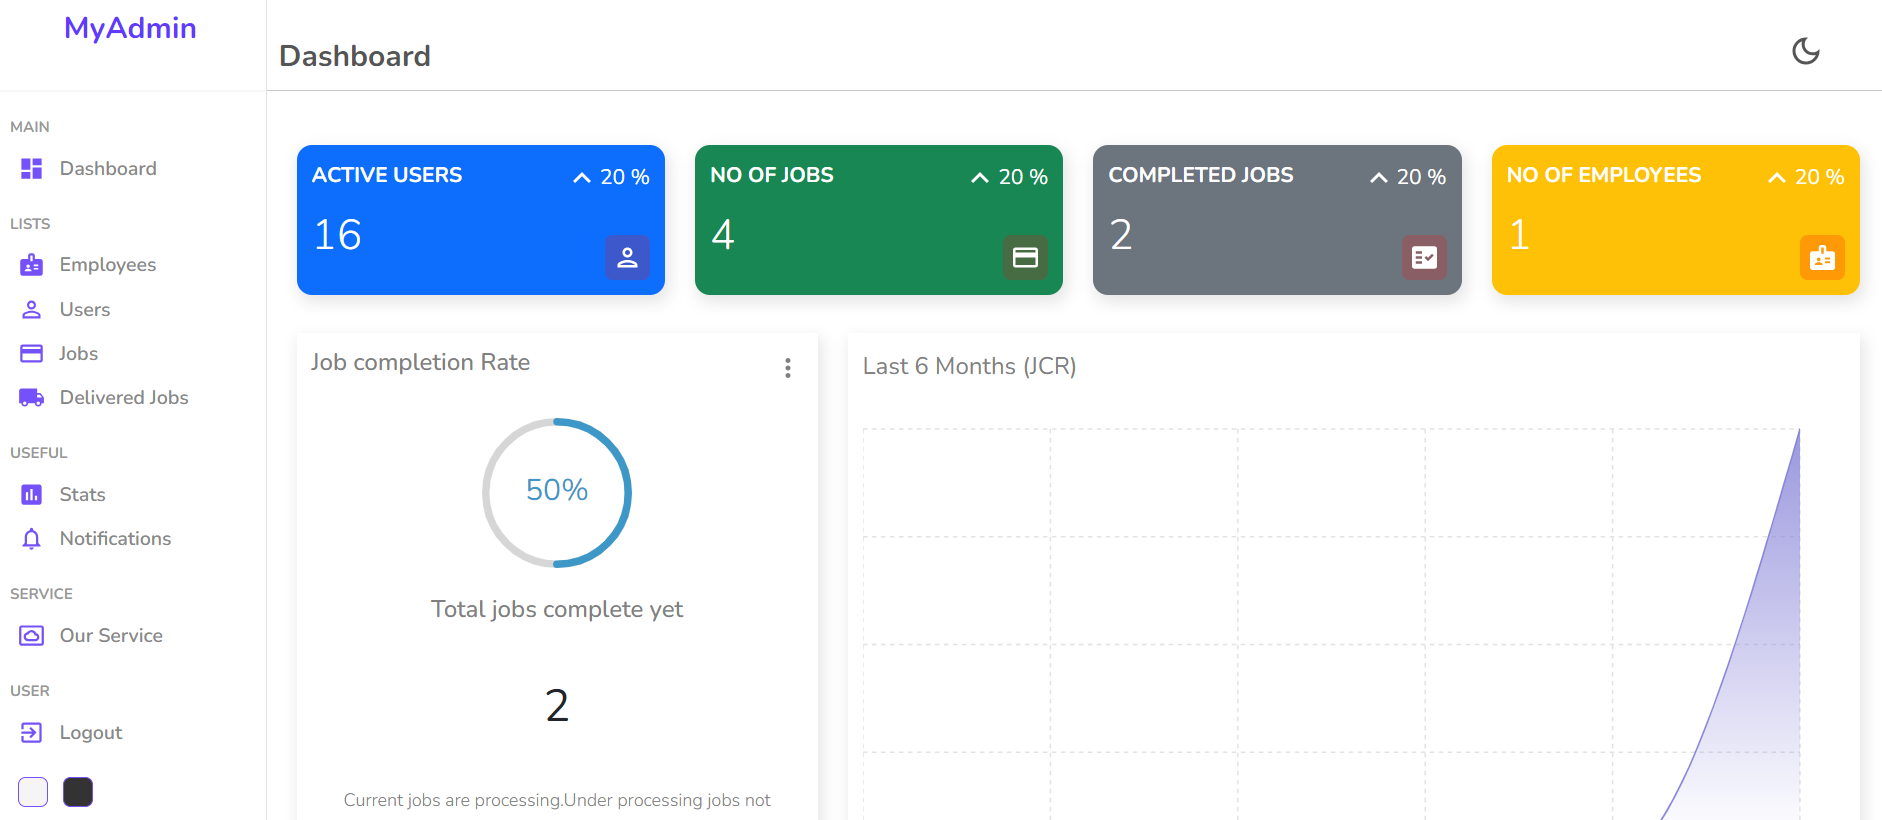 MyAdmin
Dashboard
MAIN
Dashboard
LISTS
Employees
Users
Jobs
Delivered Jobs
USEFUL
Stats
Notifications
SERVICE
Our Service
USER
Logout
ACTIVE USERS
20 %
16
NO OF JOBS
20 %
4
COMPLETED JOBS
20 %
2
NO OF EMPLOYEES
20 %
1
Job completion Rate
50%
Total jobs complete yet
2
Current jobs are processing.Under processing jobs not
Last 6 Months (JCR)